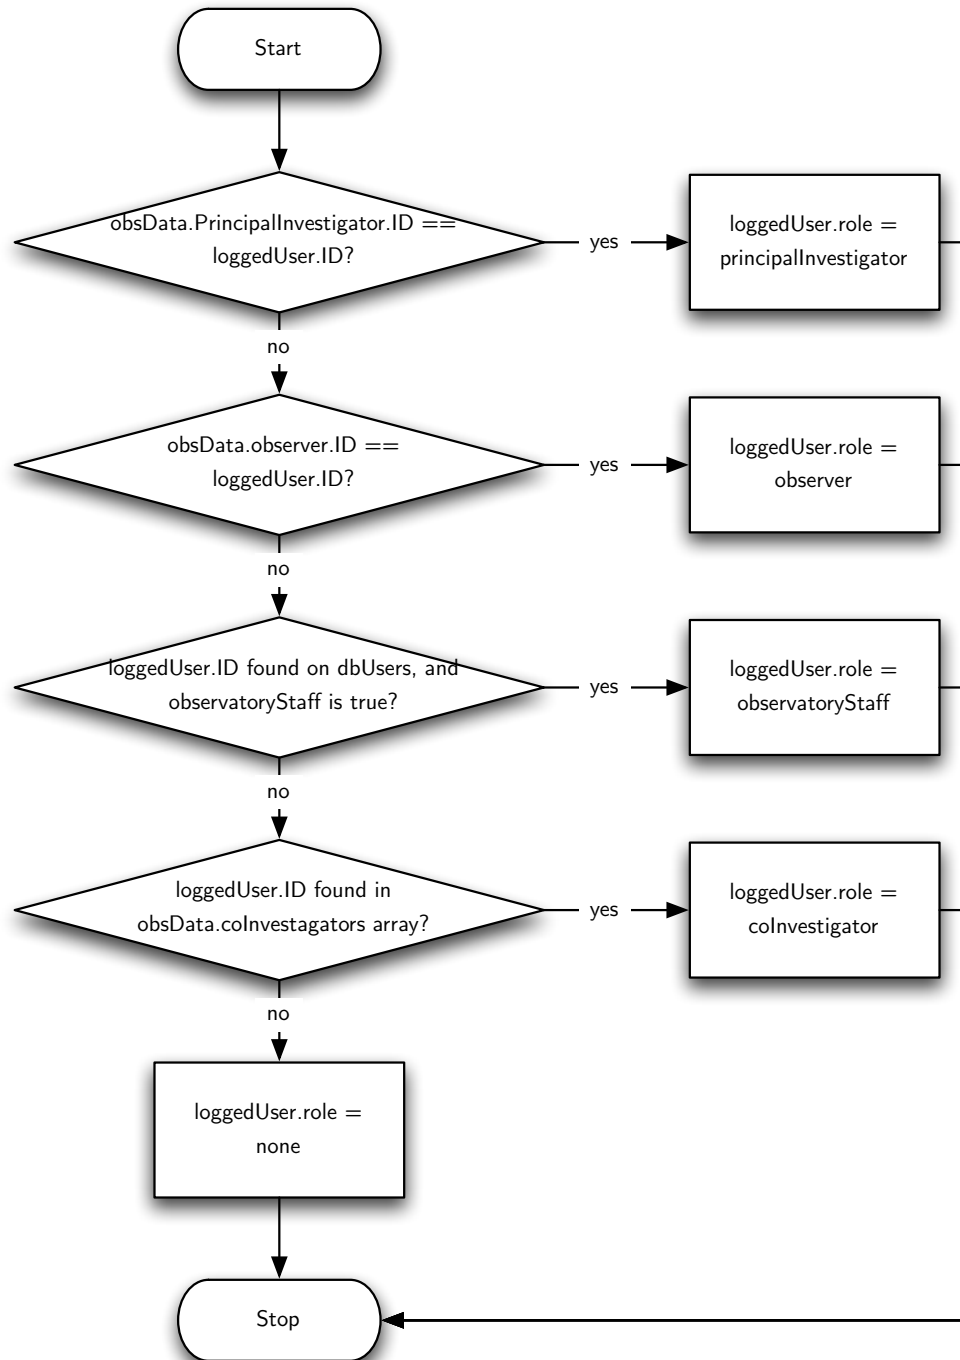 Start
obsData.PrincipalInvestigator.ID ==
loggedUser.ID?
yes
loggedUser.role =
principalInvestigator
no
obsData.observer.ID ==
loggedUser.ID?
yes
loggedUser.role =
observer
no
loggedUser.ID found on dbUsers, and
observatoryStaff is true?
yes
loggedUser.role =
observatoryStaff
no
loggedUser.ID found in
obsData.coInvestagators array?
yes
loggedUser.role =
coInvestigator
no
loggedUser.role =
none
Stop